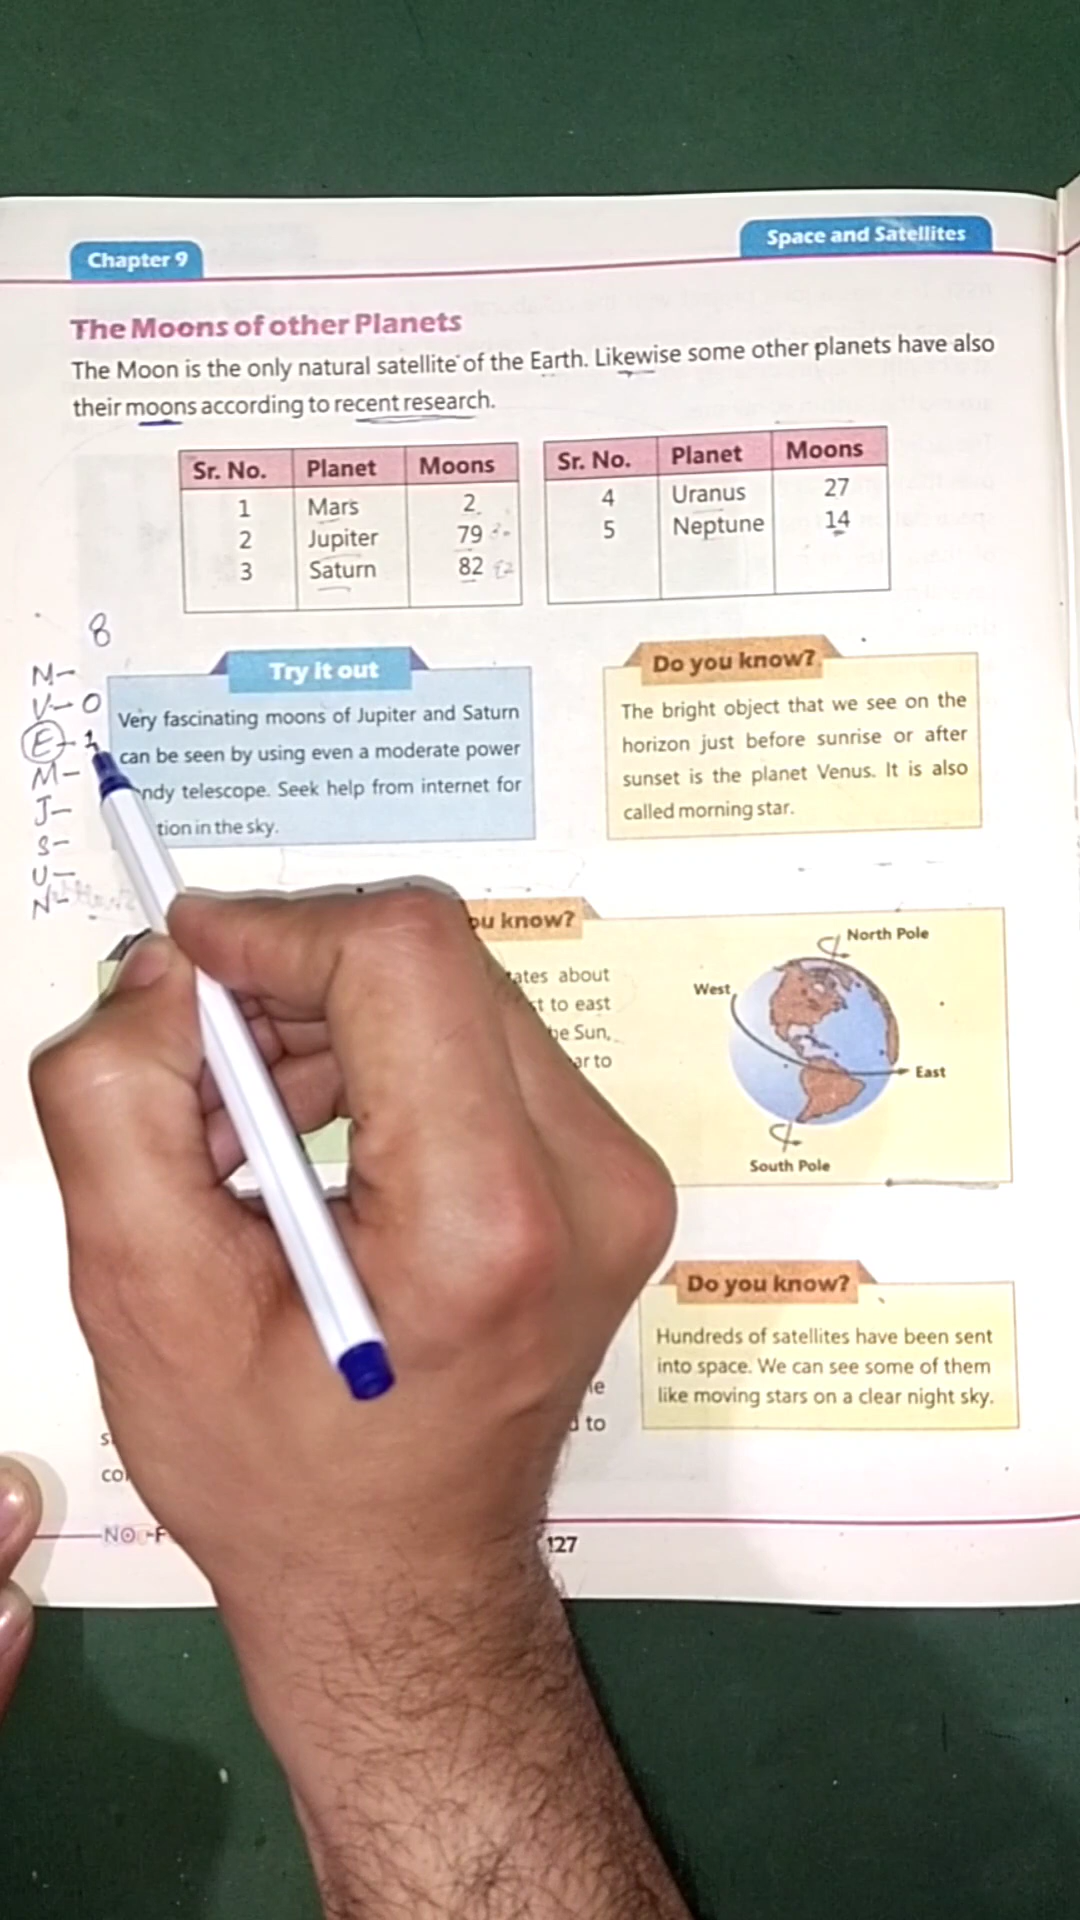 Chapter 9
Space and Satellites
The Moons of other Planets
The Moon is the only natural satellite of the Earth. Likewise some other planets have also
their moons according to recent research.
Sr. No. Planet Moons
1 Mars 2
2 Jupiter 79
3 Saturn 82
Sr. No. Planet Moons
4 Uranus 27
5 Neptune 14
8
M-
V- 0
E- 1
M-
J-
S-
U-
N-
Try it out
Very fascinating moons of Jupiter and Saturn
can be seen by using even a moderate power
telescope. Seek help from internet for
in the sky.
Do you know?
The bright object that we see on the
horizon just before sunrise or after
sunset is the planet Venus. It is also
called morning star.
know?
about
to east
Sun,
to
North Pole
West
East
South Pole
Do you know?
Hundreds of satellites have been sent
into space. We can see some of them
like moving stars on a clear night sky.
to
127